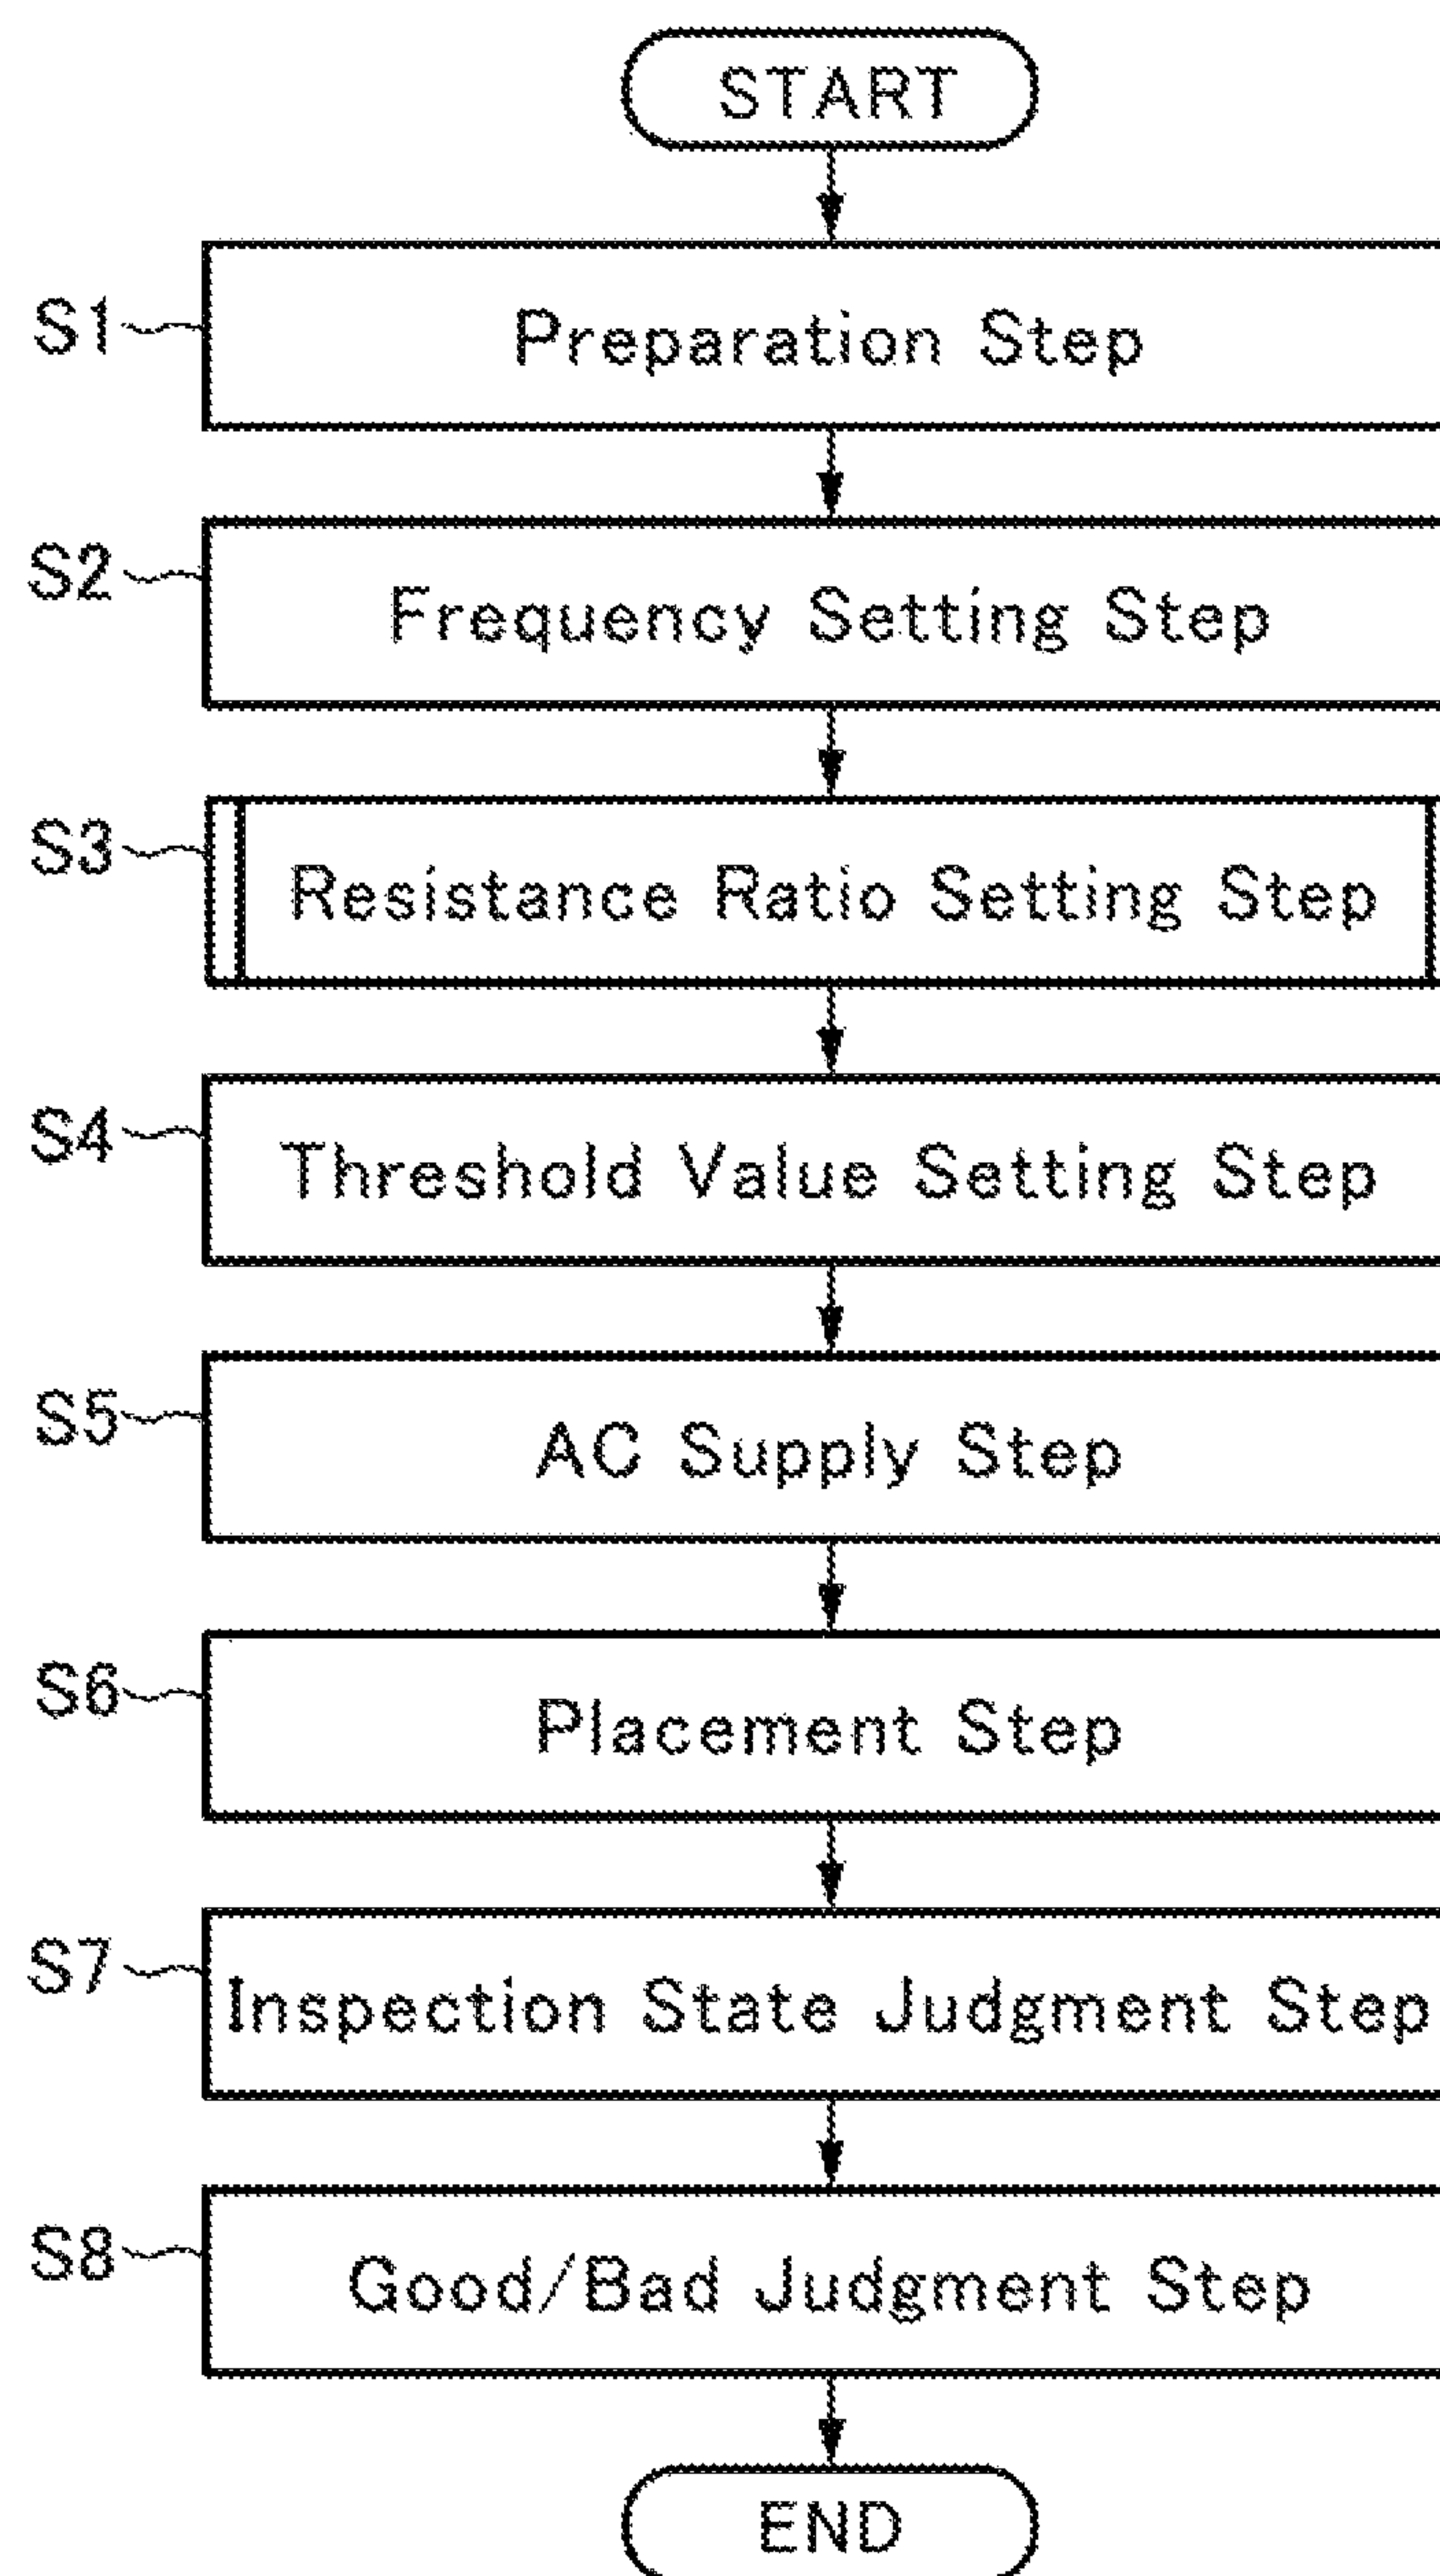 START
S1 Preparation Step
S2 Frequency Setting Step
S3 Resistance Ratio Setting Step
S4 Threshold Value Setting Step
S5 AC Supply Step
S6 Placement Step
S7 Inspection State Judgment Step
S8 Good/Bad Judgment Step
END